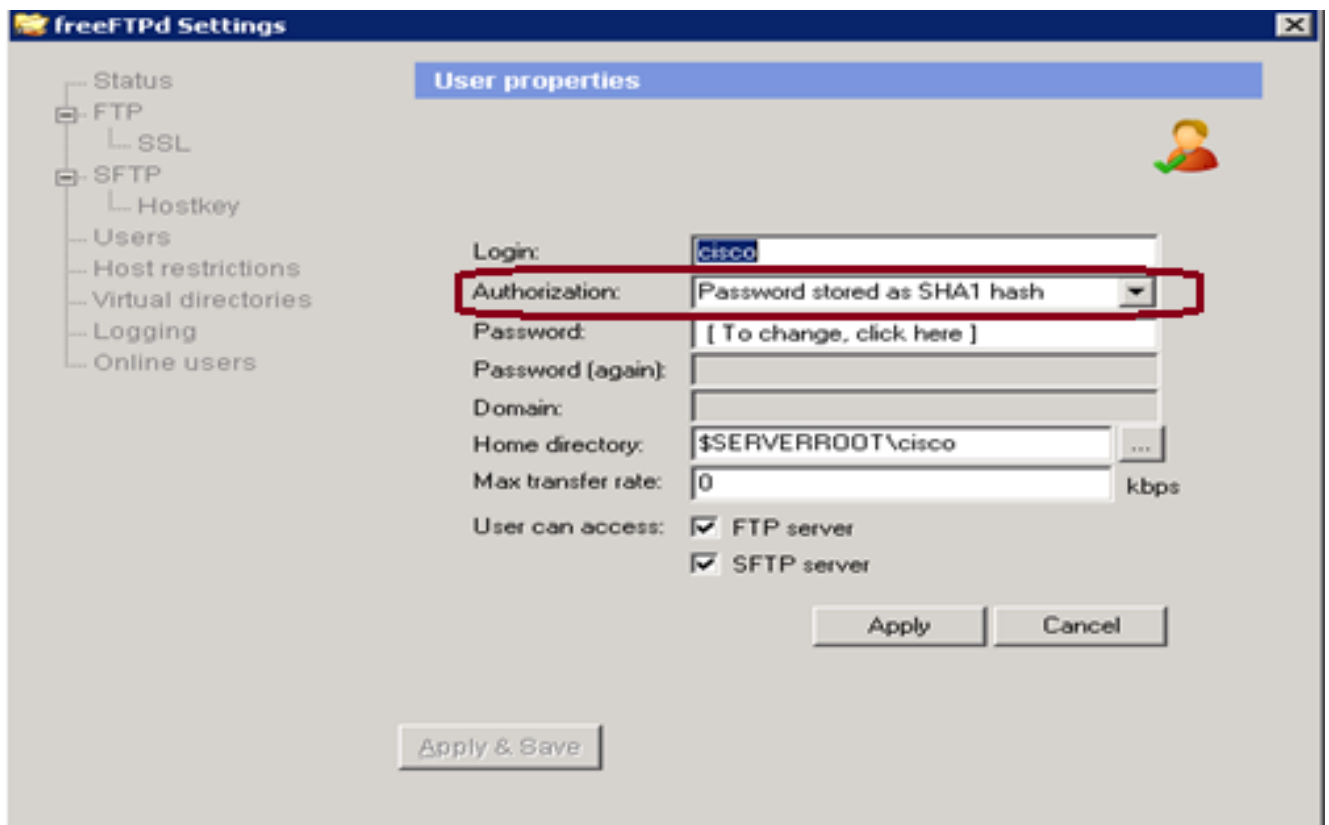 freeFTPd Settings
Status
FTP
SSL
SFTP
Hostkey
Users
Host restrictions
Virtual directories
Logging
Online users
User properties
Login: cisco
Authorization: Password stored as SHA1 hash
Password: [ To change, click here ]
Password (again):
Domain:
Home directory: $SERVERROOT\cisco ...
Max transfer rate: 0 kbps
User can access: FTP server
SFTP server
Apply Cancel
Apply & Save